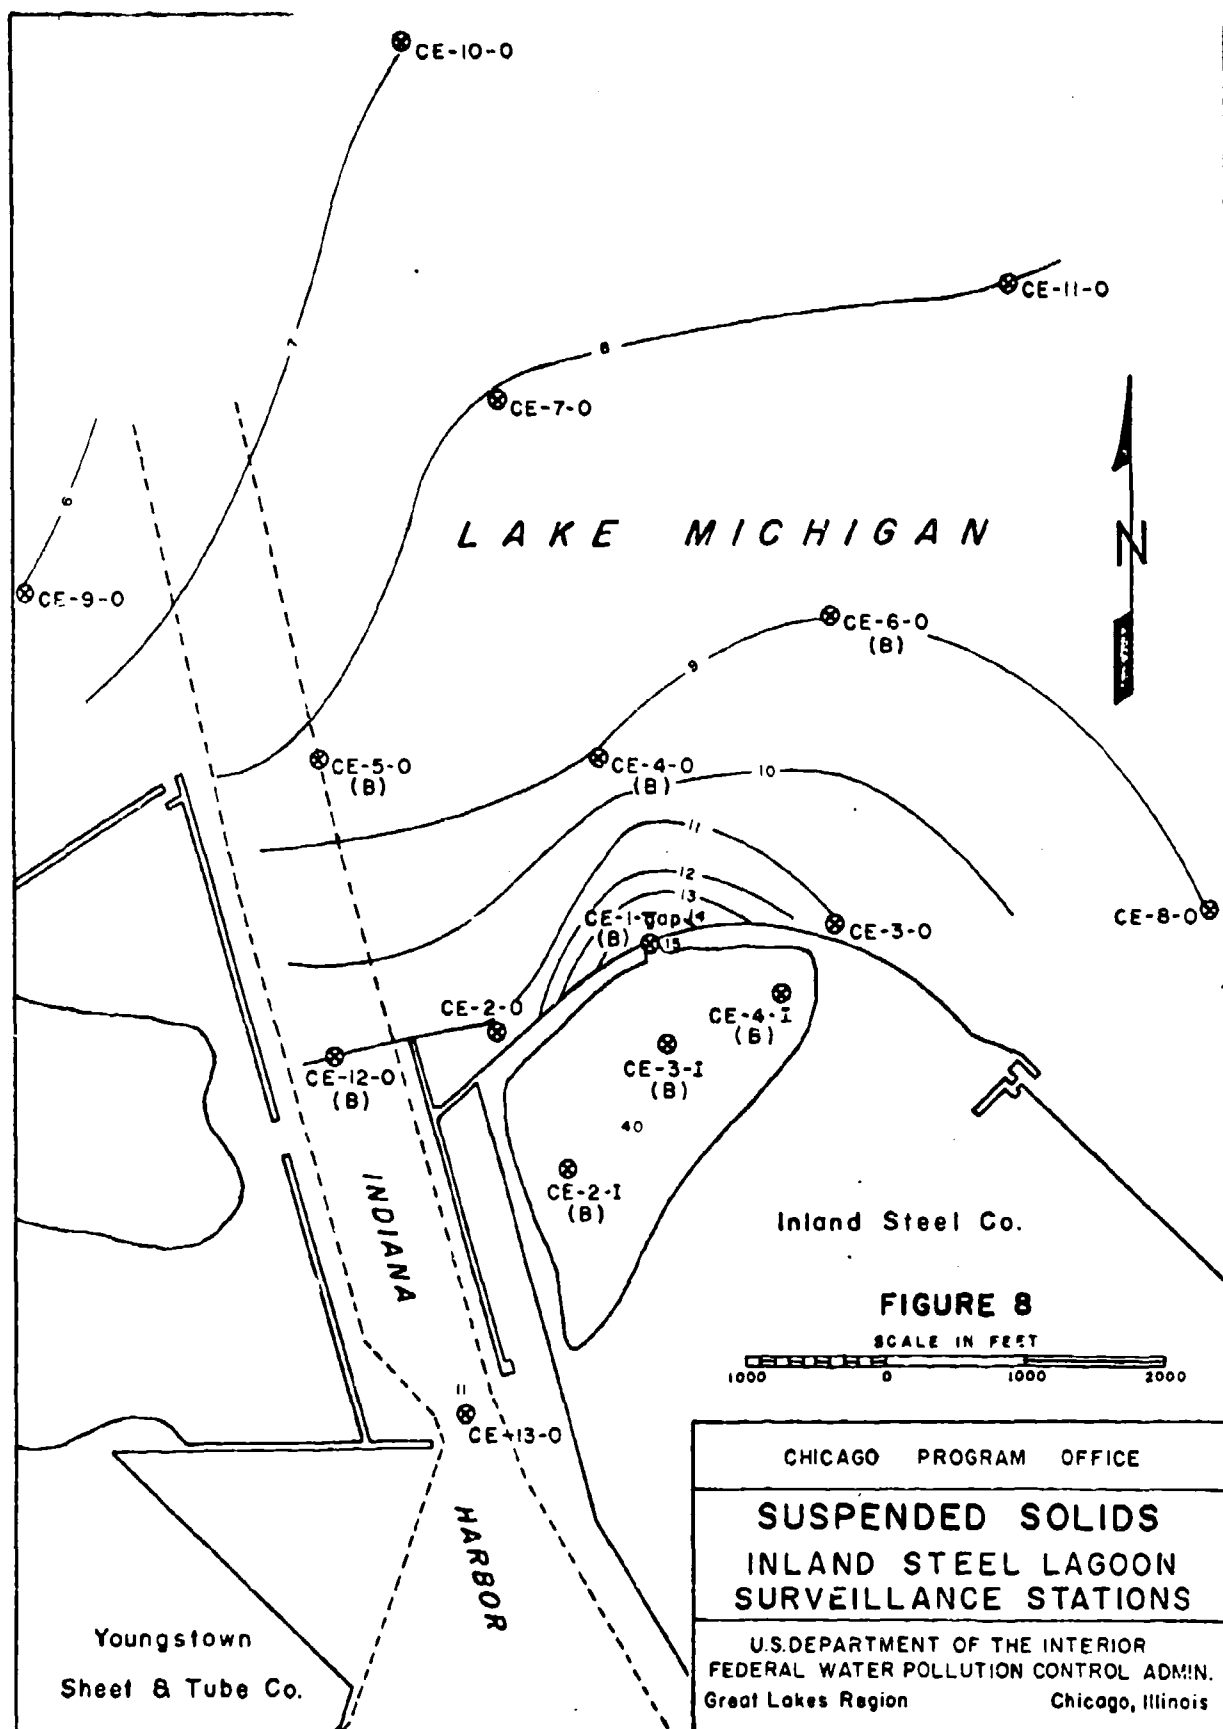 CE-10-0
CE-11-0
7
8
CE-7-0
LAKE MICHIGAN
N
6
CE-9-0
CE-6-0
(B)
9
CE-5-0
(B)
CE-4-0
(B)
10
11
12
13
CE-1-gap 14
(B)
15
CE-3-0
CE-8-0
CE-2-0
CE-4-I
(B)
CE-12-0
(B)
CE-3-I
(B)
40
CE-2-I
(B)
INDIANA
Inland Steel Co.
FIGURE 8
SCALE IN FEET
1000 0 1000 2000
11
CE-13-0
HARBOR
CHICAGO PROGRAM OFFICE
SUSPENDED SOLIDS
INLAND STEEL LAGOON
SURVEILLANCE STATIONS
Youngstown
Sheet & Tube Co.
U.S.DEPARTMENT OF THE INTERIOR
FEDERAL WATER POLLUTION CONTROL ADMIN.
Great Lakes Region Chicago, Illinois